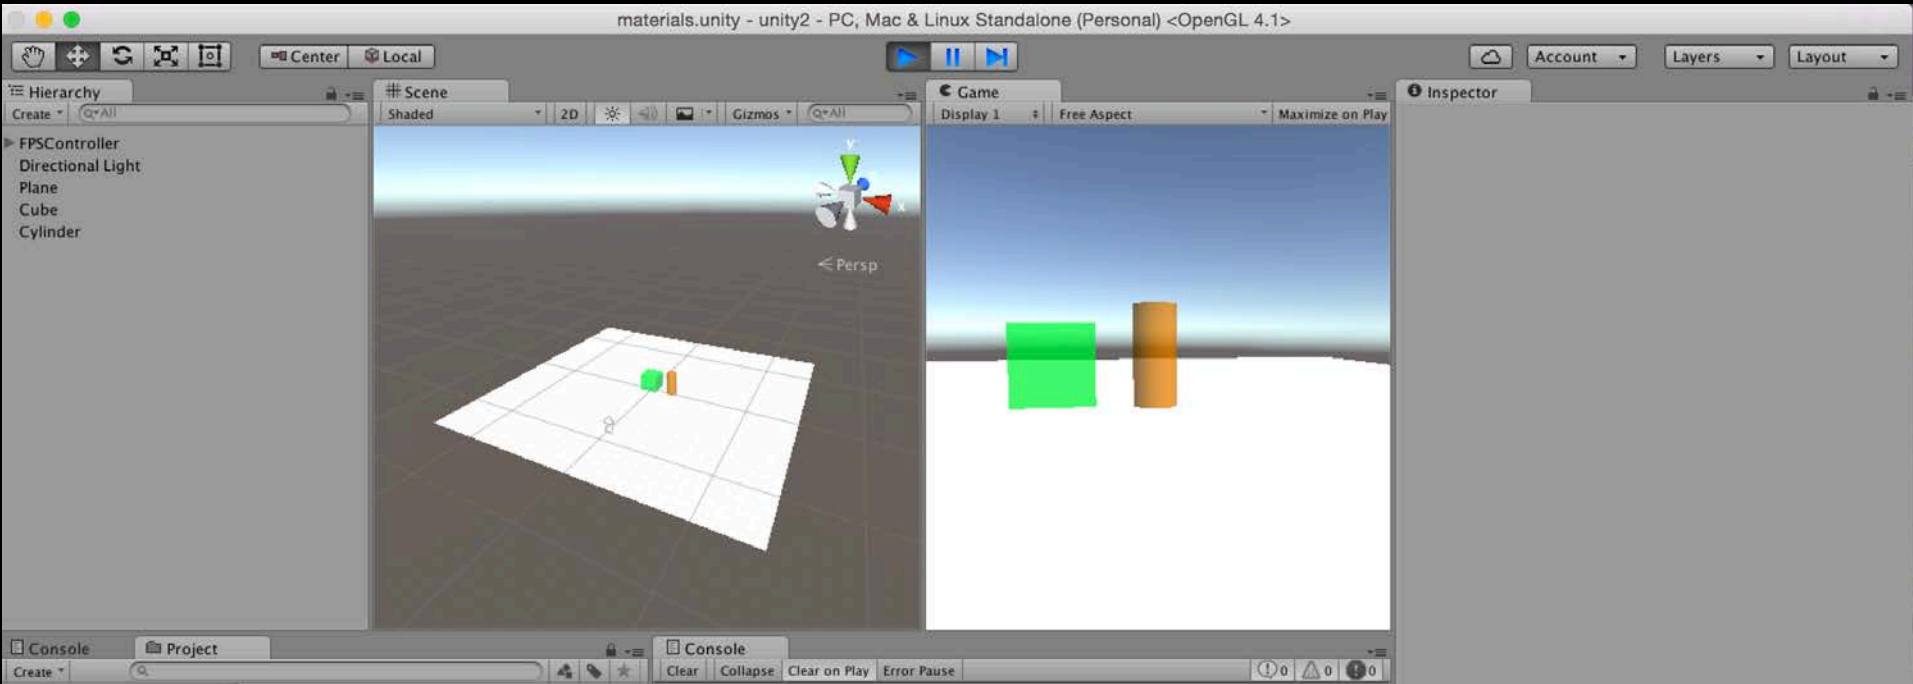 materials.unity - unity2 - PC, Mac & Linux Standalone (Personal) <OpenGL 4.1>
Center Local Account Layers Layout
Hierarchy
Create All
FPSController
Directional Light
Plane
Cube
Cylinder
Scene
Shaded 2D Gizmos All
y
x
Persp
Game
Display 1 Free Aspect Maximize on Play
Inspector
Console Project
Create
Console
Clear Collapse Clear on Play Error Pause 0 0 0